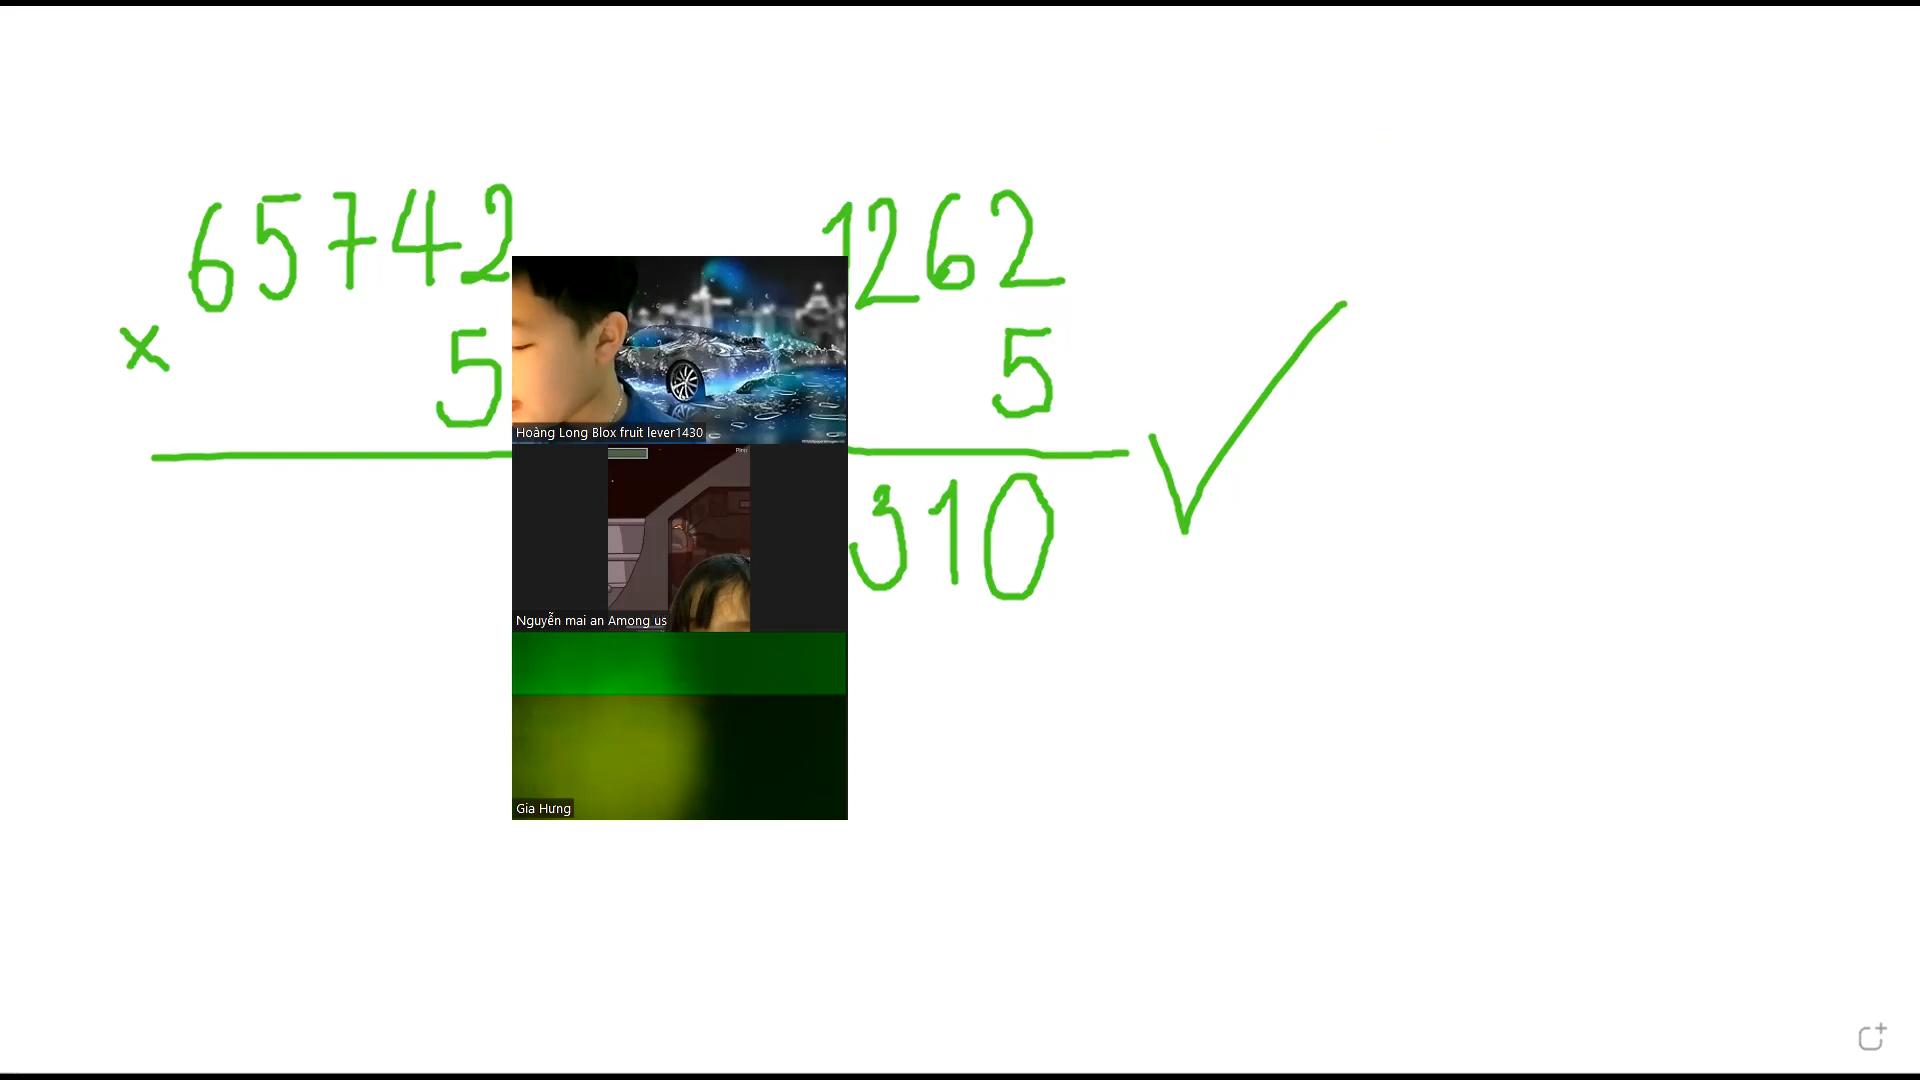 65742
1262
×
5
5
310
Hoàng Long Blox fruit lever1430
Nguyễn mai an Among us
Gia Hưng